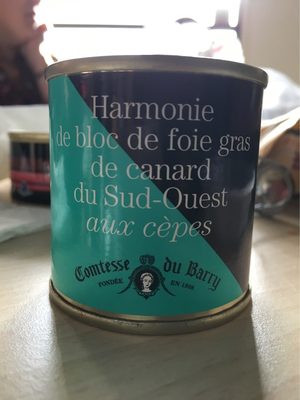 Harmonie
de bloc de foie gras
de canard
du Sud-Ouest
aux cèpes
Comtesse du Barry
FONDÉE EN 1908